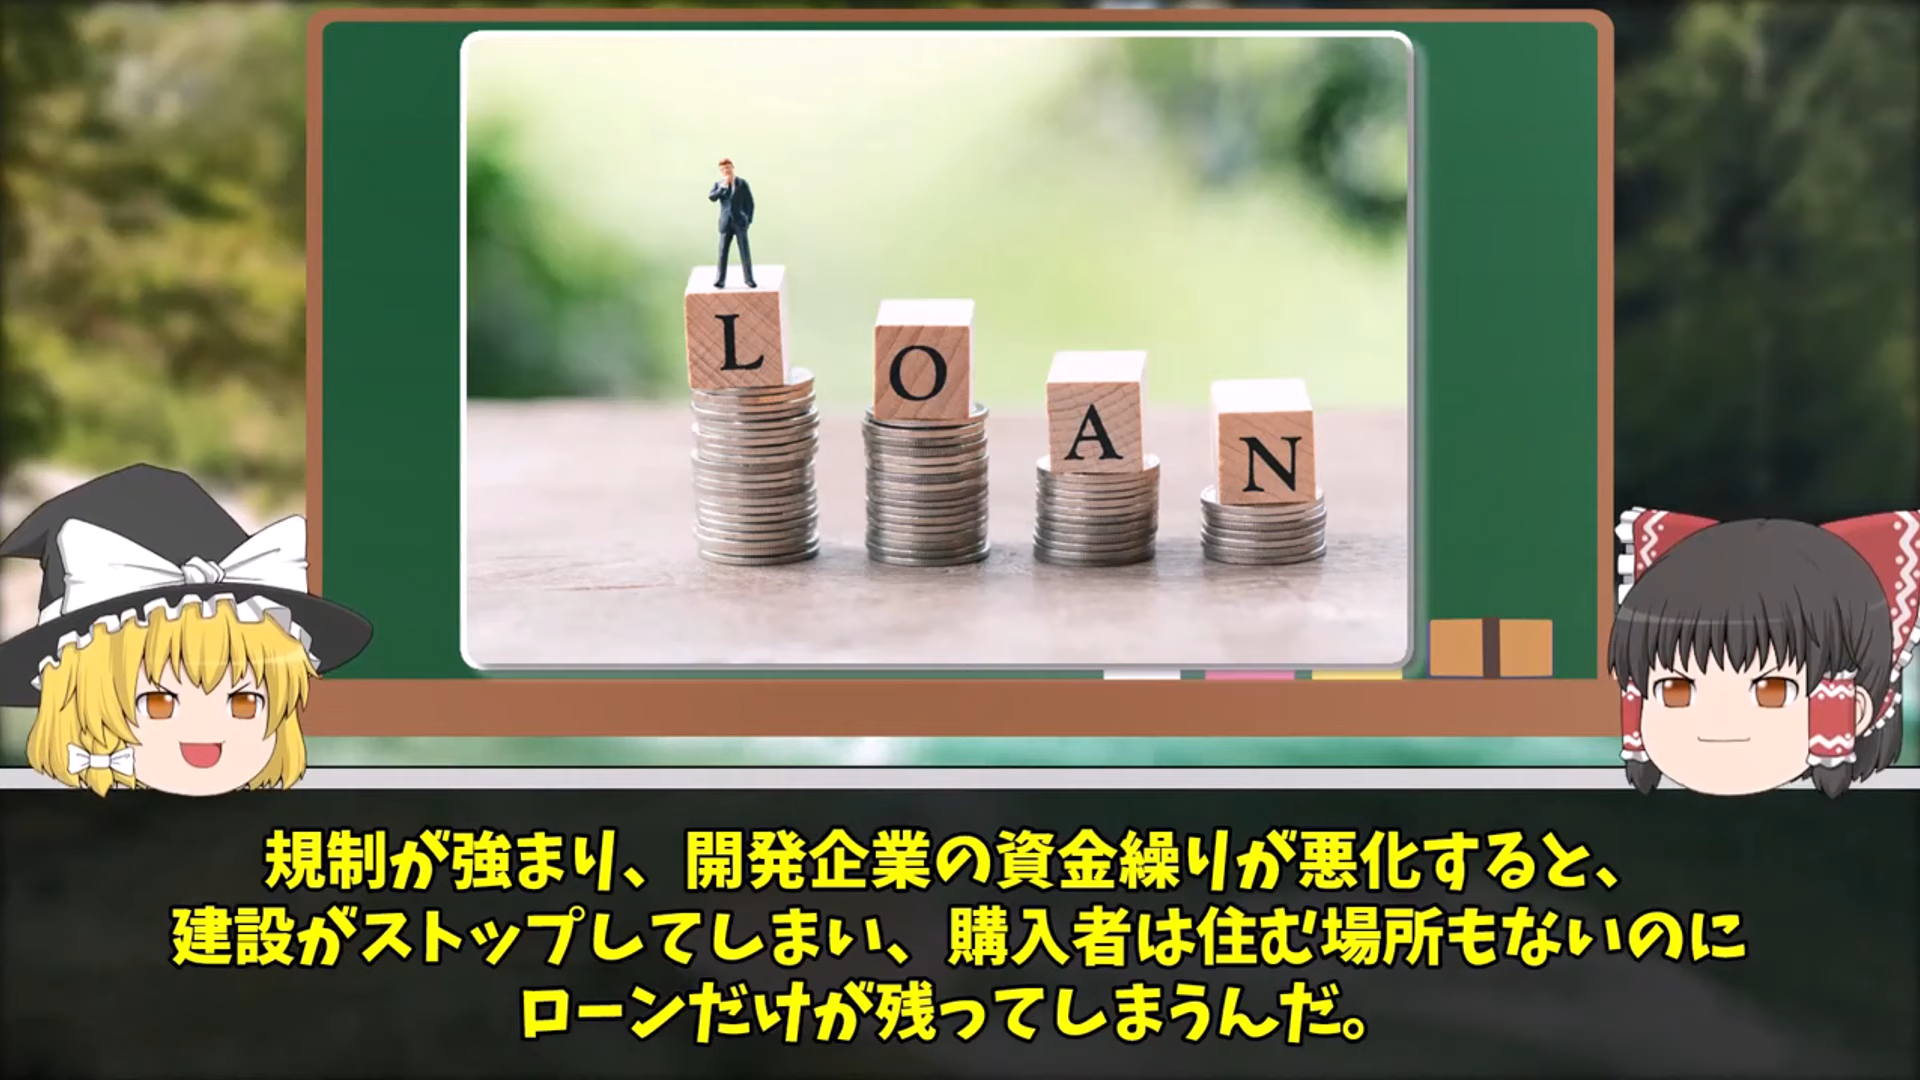 LOAN
規制が強まり、開発企業の資金繰りが悪化すると、
建設がストップしてしまい、購入者は住む場所もないのに
ローンだけが残ってしまうんだ。